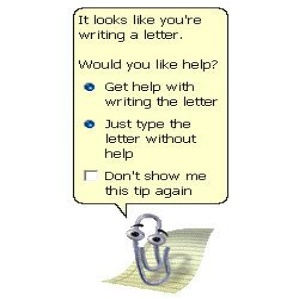 It looks like you're
writing a letter.
Would you like help?
Get help with
writing the letter
Just type the
letter without
help
Don't show me
this tip again